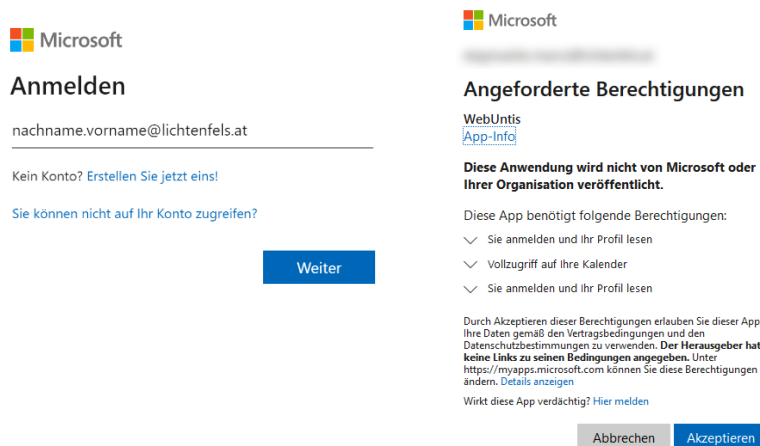 Microsoft
Anmelden
nachname.vorname@lichtenfels.at
Kein Konto? Erstellen Sie jetzt eins!
Sie können nicht auf Ihr Konto zugreifen?
Weiter
Microsoft
Angeforderte Berechtigungen
WebUntis
App-Info
Diese Anwendung wird nicht von Microsoft oder
Ihrer Organisation veröffentlicht.
Diese App benötigt folgende Berechtigungen:
Sie anmelden und Ihr Profil lesen
Vollzugriff auf Ihre Kalender
Sie anmelden und Ihr Profil lesen
Durch Akzeptieren dieser Berechtigungen erlauben Sie dieser App
Ihre Daten gemäß den Vertragsbedingungen und den
Datenschutzbestimmungen zu verwenden. Der Herausgeber hat
keine Links zu seinen Bedingungen angegeben. Unter
https://myapps.microsoft.com können Sie diese Berechtigungen
ändern. Details anzeigen
Wirkt diese App verdächtig? Hier melden
Abbrechen
Akzeptieren